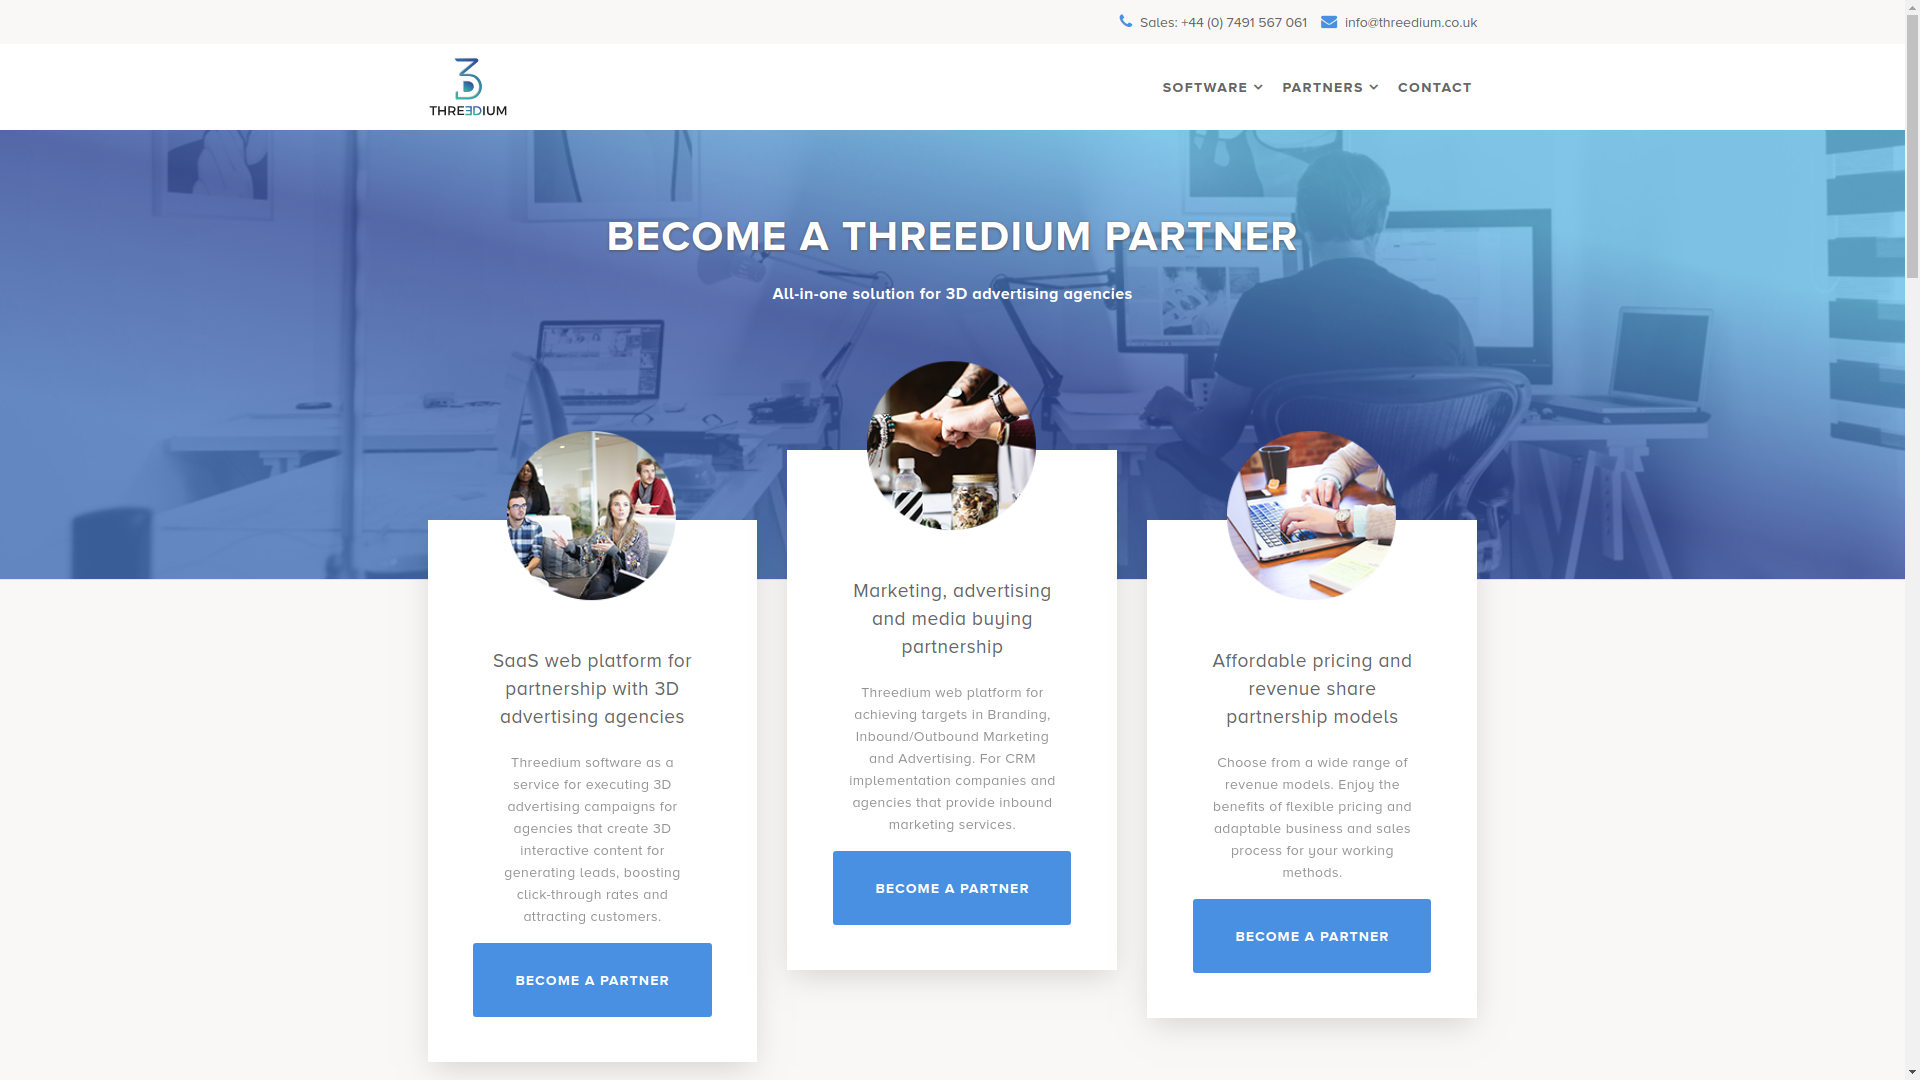 Sales: +44 (0) 7491 567 061 info@threedium.co.uk
3D
THREEDIUM
SOFTWARE PARTNERS CONTACT
BECOME A THREEDIUM PARTNER
All-in-one solution for 3D advertising agencies
SaaS web platform for
partnership with 3D
advertising agencies
Threedium software as a
service for executing 3D
advertising campaigns for
agencies that create 3D
interactive content for
generating leads, boosting
click-through rates and
attracting customers.
BECOME A PARTNER
Marketing, advertising
and media buying
partnership
Threedium web platform for
achieving targets in Branding,
Inbound/Outbound Marketing
and Advertising. For CRM
implementation companies and
agencies that provide inbound
marketing services.
BECOME A PARTNER
Affordable pricing and
revenue share
partnership models
Choose from a wide range of
revenue models. Enjoy the
benefits of flexible pricing and
adaptable business and sales
process for your working
methods.
BECOME A PARTNER